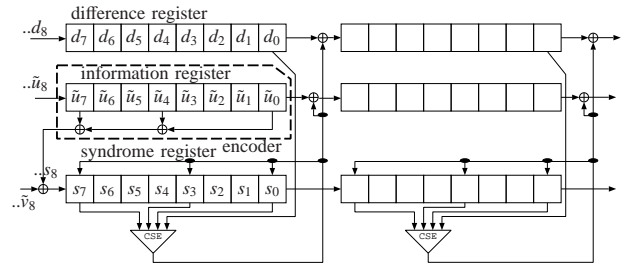 difference register
..d8 d7 d6 d5 d4 d3 d2 d1 d0
information register
..ũ8 ũ7 ũ6 ũ5 ũ4 ũ3 ũ2 ũ1 ũ0
encoder
syndrome register
..s8 s7 s6 s5 s4 s3 s2 s1 s0
..ṽ8
CSE CSE